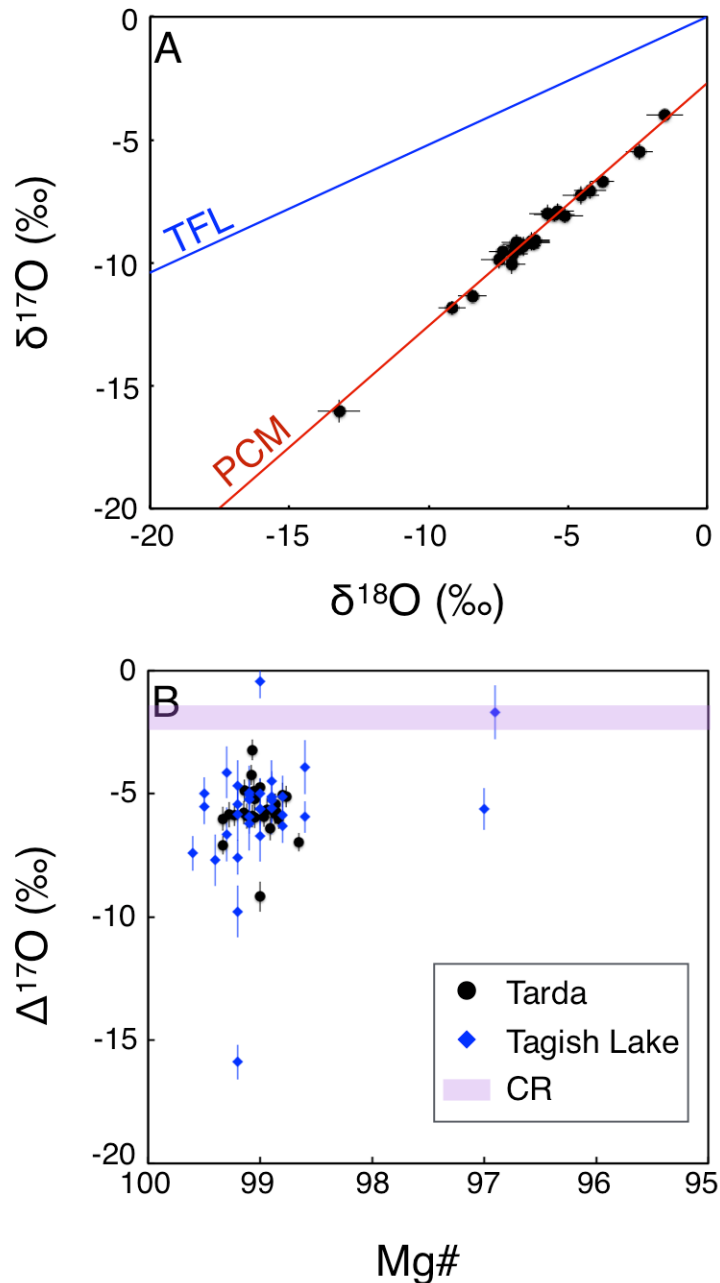 A
0
-5
-10
-15
-20
δ¹⁷O (‰)
TFL
PCM
-20 -15 -10 -5 0
δ¹⁸O (‰)
B
0
-5
-10
-15
-20
Δ¹⁷O (‰)
Tarda
Tagish Lake
CR
100 99 98 97 96 95
Mg#